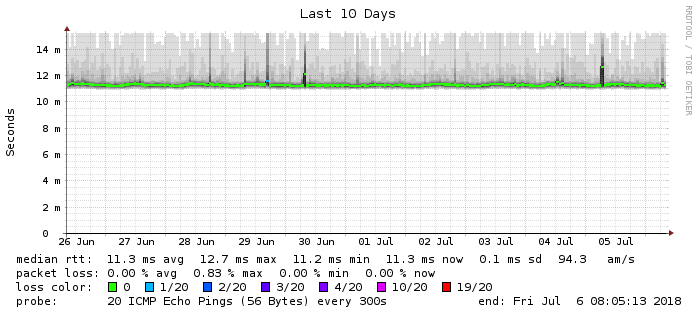 Last 10 Days
RRDTOOL / TOBI OETIKER
Seconds
14 m
12 m
10 m
8 m
6 m
4 m
2 m
0
26 Jun 27 Jun 28 Jun 29 Jun 30 Jun 01 Jul 02 Jul 03 Jul 04 Jul 05 Jul
median rtt: 11.3 ms avg 12.7 ms max 11.2 ms min 11.3 ms now 0.1 ms sd 94.3 am/s
packet loss: 0.00 % avg 0.83 % max 0.00 % min 0.00 % now
loss color: 0 1/20 2/20 3/20 4/20 10/20 19/20
probe: 20 ICMP Echo Pings (56 Bytes) every 300s end: Fri Jul 6 08:05:13 2018